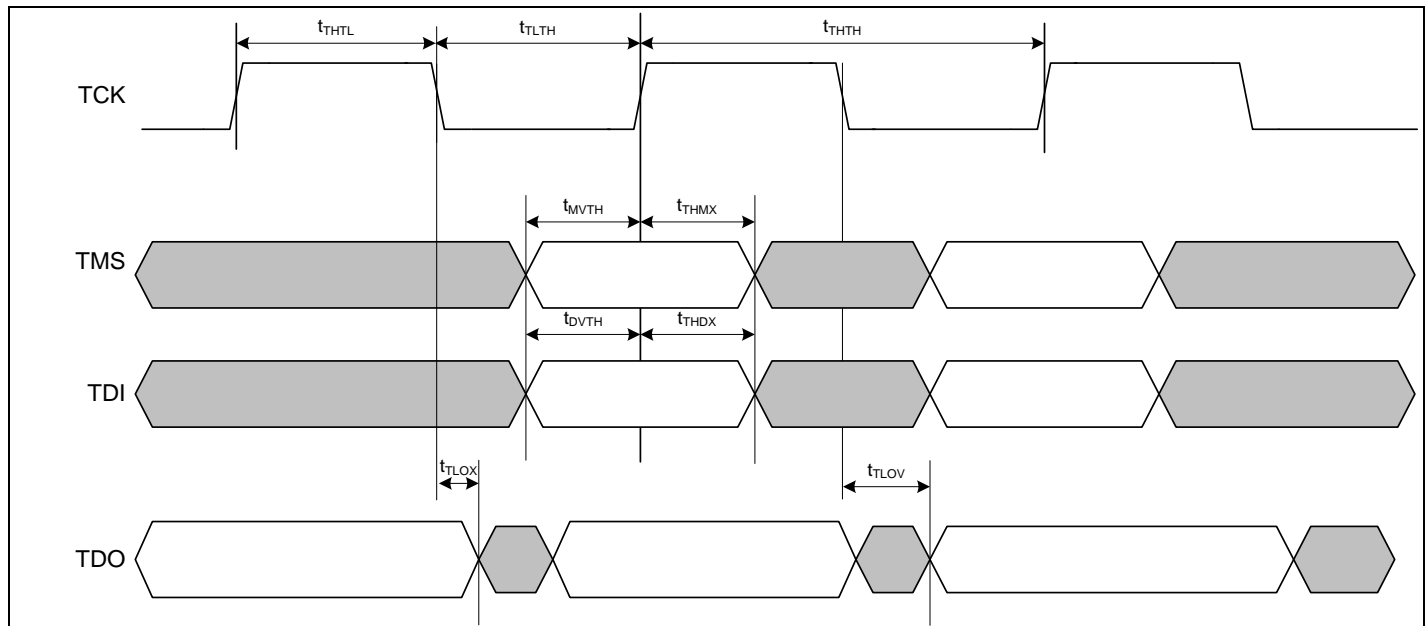 tTHTL tTLTH tTHTH
TCK
tMVTH tTHMX
TMS
tDVTH tTHDX
TDI
tTLOX tTLOV
TDO